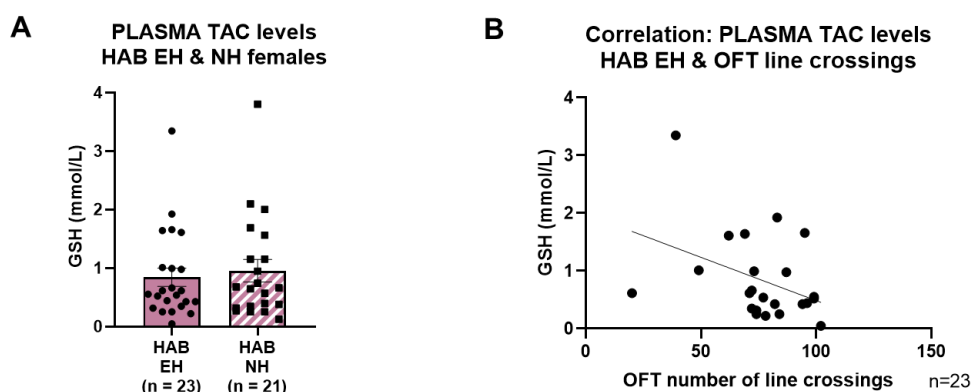 A
PLASMA TAC levels
HAB EH & NH females
GSH (mmol/L)
4
3
2
1
0
HAB
EH
(n = 23)
HAB
NH
(n = 21)
B
Correlation: PLASMA TAC levels
HAB EH & OFT line crossings
GSH (mmol/L)
4
3
2
1
0
0
50
100
150
OFT number of line crossings
n=23